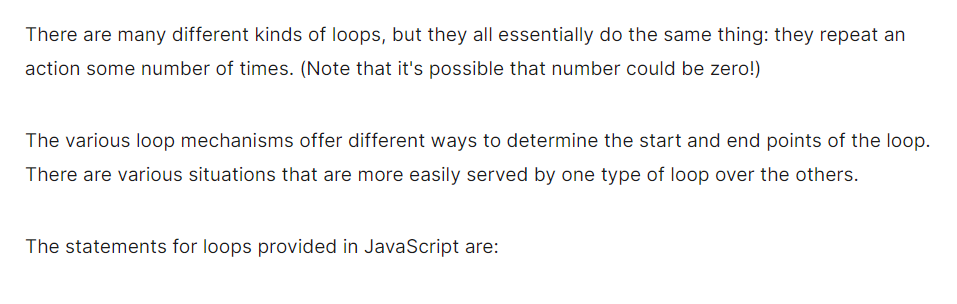 There are many different kinds of loops, but they all essentially do the same thing: they repeat an
action some number of times. (Note that it's possible that number could be zero!)
The various loop mechanisms offer different ways to determine the start and end points of the loop.
There are various situations that are more easily served by one type of loop over the others.
The statements for loops provided in JavaScript are: